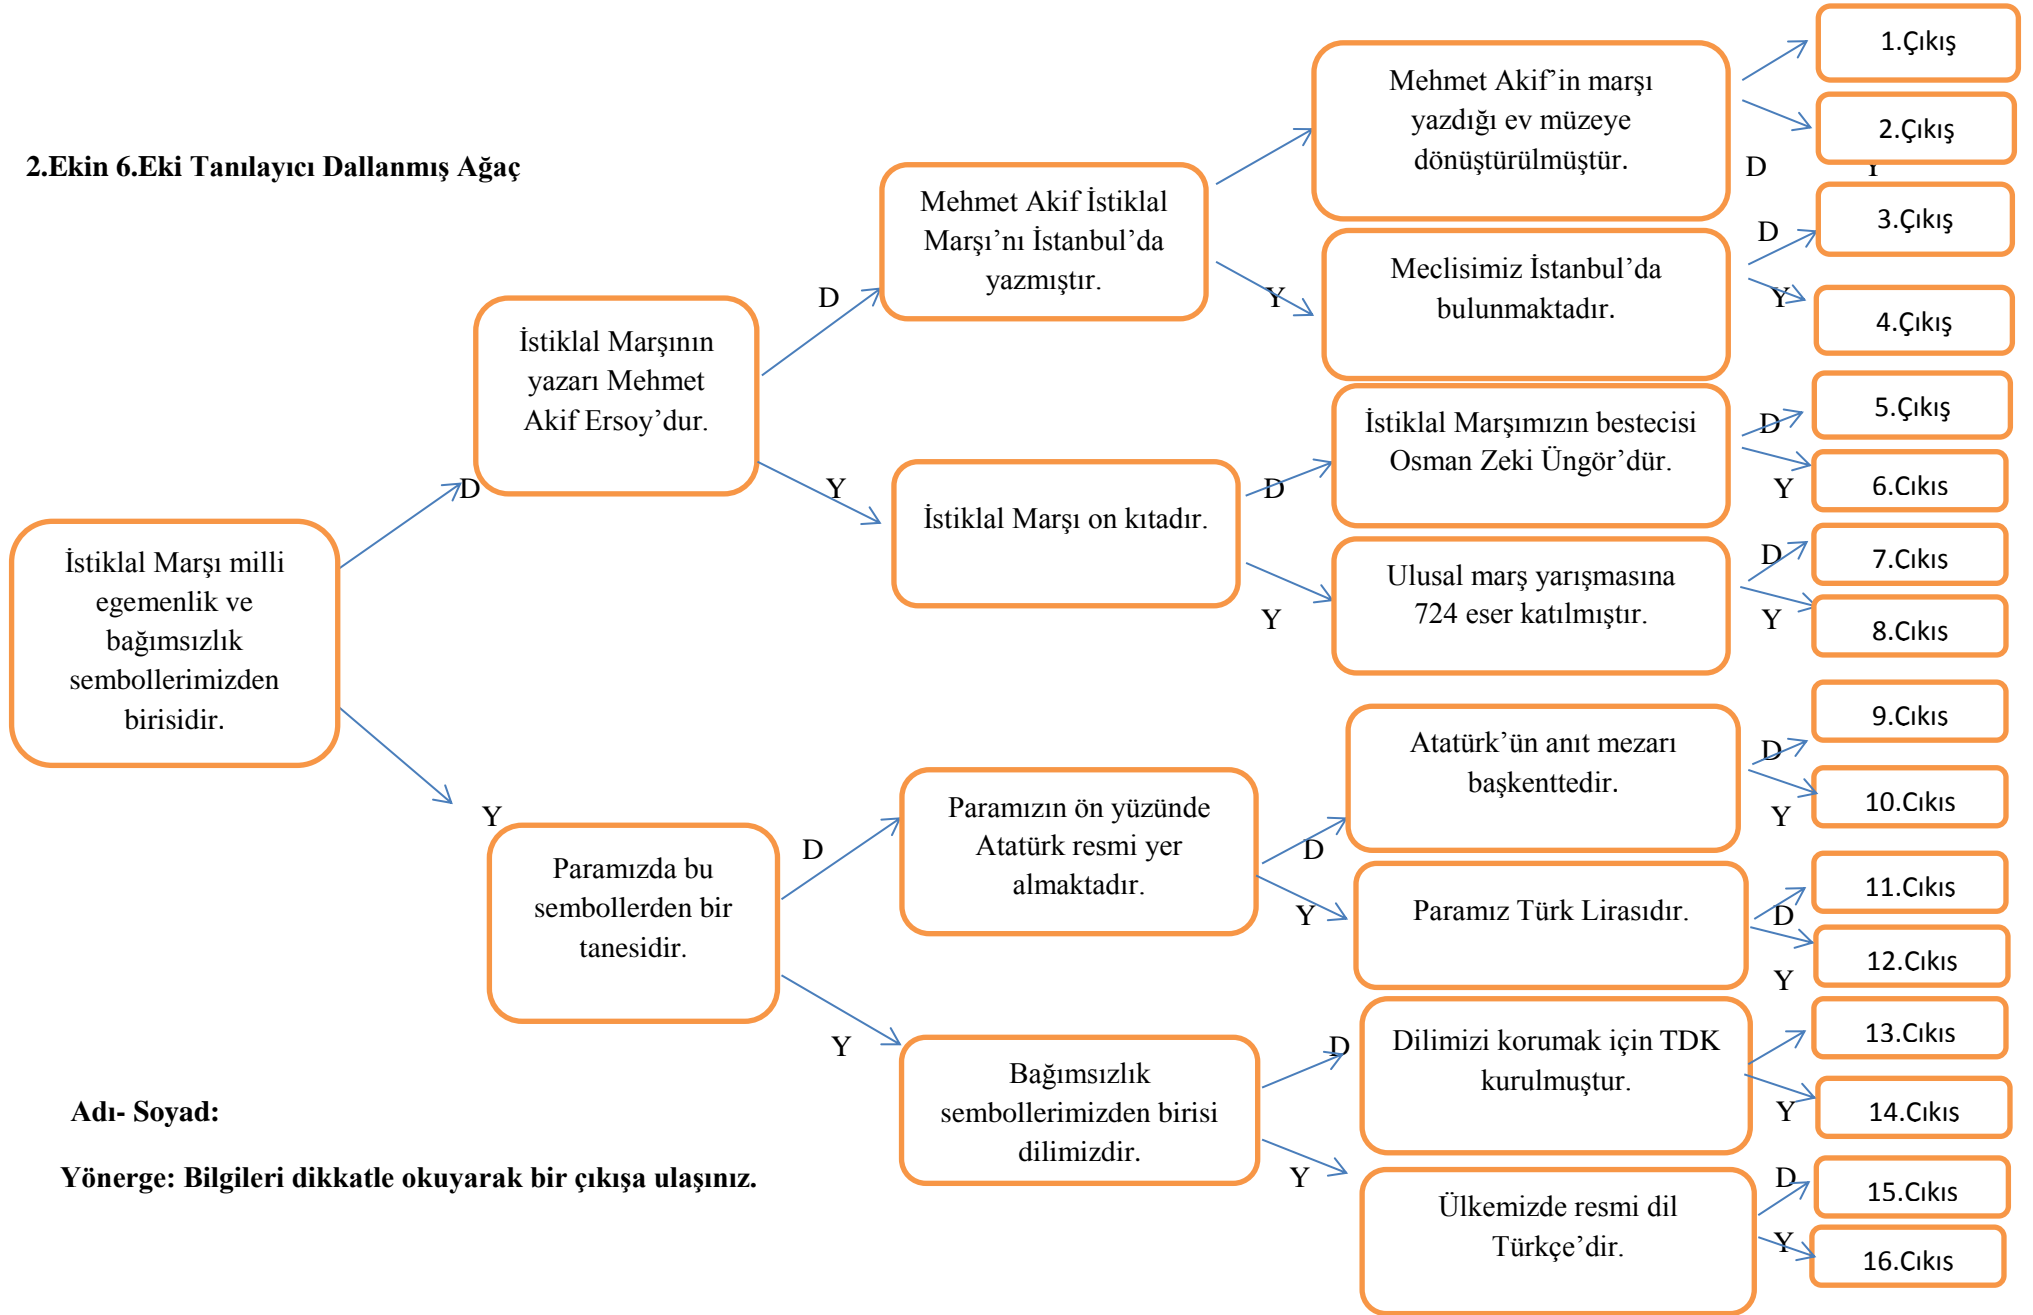 2.Ekin 6.Eki Tanılayıcı Dallanmış Ağaç
İstiklal Marşı milli
egemenlik ve
bağımsızlık
sembollerimizden
birisidir.
D
Y
İstiklal Marşının
yazarı Mehmet
Akif Ersoy’dur.
D
Y
Paramızda bu
sembollerden bir
tanesidir.
D
Y
Mehmet Akif İstiklal
Marşı’nı İstanbul’da
yazmıştır.
Y
İstiklal Marşı on kıtadır.
D
Y
Paramızın ön yüzünde
Atatürk resmi yer
almaktadır.
D
Y
Bağımsızlık
sembollerimizden birisi
dilimizdir.
D
Y
Mehmet Akif’in marşı
yazdığı ev müzeye
dönüştürülmüştür.
D Y
Meclisimiz İstanbul’da
bulunmaktadır.
D
Y
İstiklal Marşımızın bestecisi
Osman Zeki Üngör’dür.
D
Y
Ulusal marş yarışmasına
724 eser katılmıştır.
D
Y
Atatürk’ün anıt mezarı
başkenttedir.
D
Y
Paramız Türk Lirasıdır.
D
Y
Dilimizi korumak için TDK
kurulmuştur.
Y
Ülkemizde resmi dil
Türkçe’dir.
D
Y
1.Çıkış
2.Çıkış
3.Çıkış
4.Çıkış
5.Çıkış
6.Cıkıs
7.Cıkıs
8.Cıkıs
9.Cıkıs
10.Cıkıs
11.Cıkıs
12.Cıkıs
13.Cıkıs
14.Cıkıs
15.Cıkıs
16.Cıkıs
Adı- Soyad:
Yönerge: Bilgileri dikkatle okuyarak bir çıkışa ulaşınız.